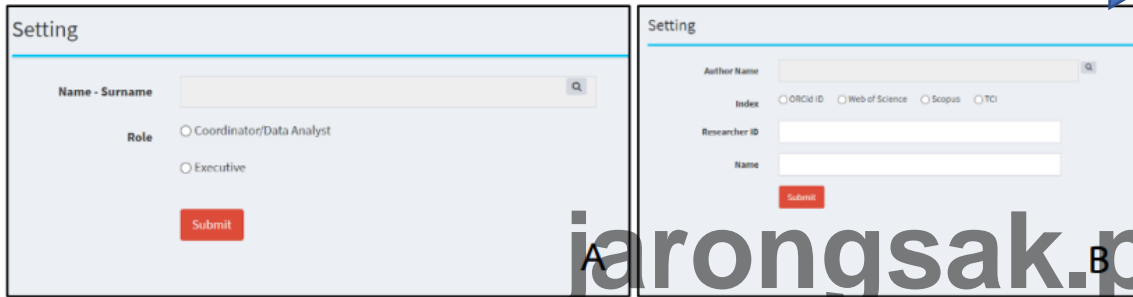 Setting
Name - Surname
Role
Coordinator/Data Analyst
Executive
Submit
A
Setting
Author Name
Index
ORCid ID
Web of Science
Scopus
TCI
Researcher ID
Name
Submit
B
jarongsak.p